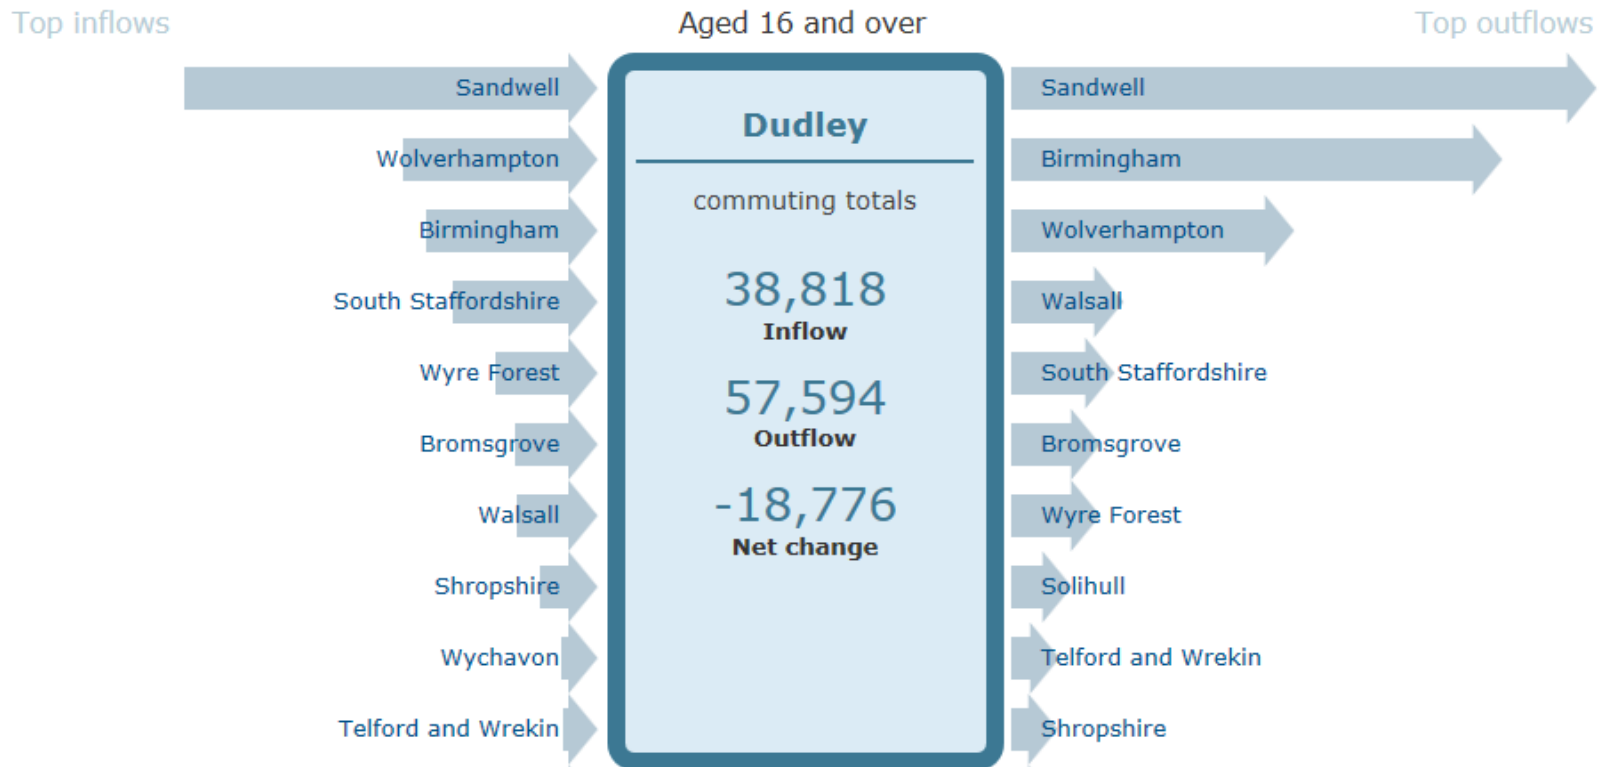 Top inflows
Aged 16 and over
Top outflows
Sandwell
Wolverhampton
Birmingham
South Staffordshire
Wyre Forest
Bromsgrove
Walsall
Shropshire
Wychavon
Telford and Wrekin
Dudley
commuting totals
38,818
Inflow
57,594
Outflow
-18,776
Net change
Sandwell
Birmingham
Wolverhampton
Walsall
South Staffordshire
Bromsgrove
Wyre Forest
Solihull
Telford and Wrekin
Shropshire